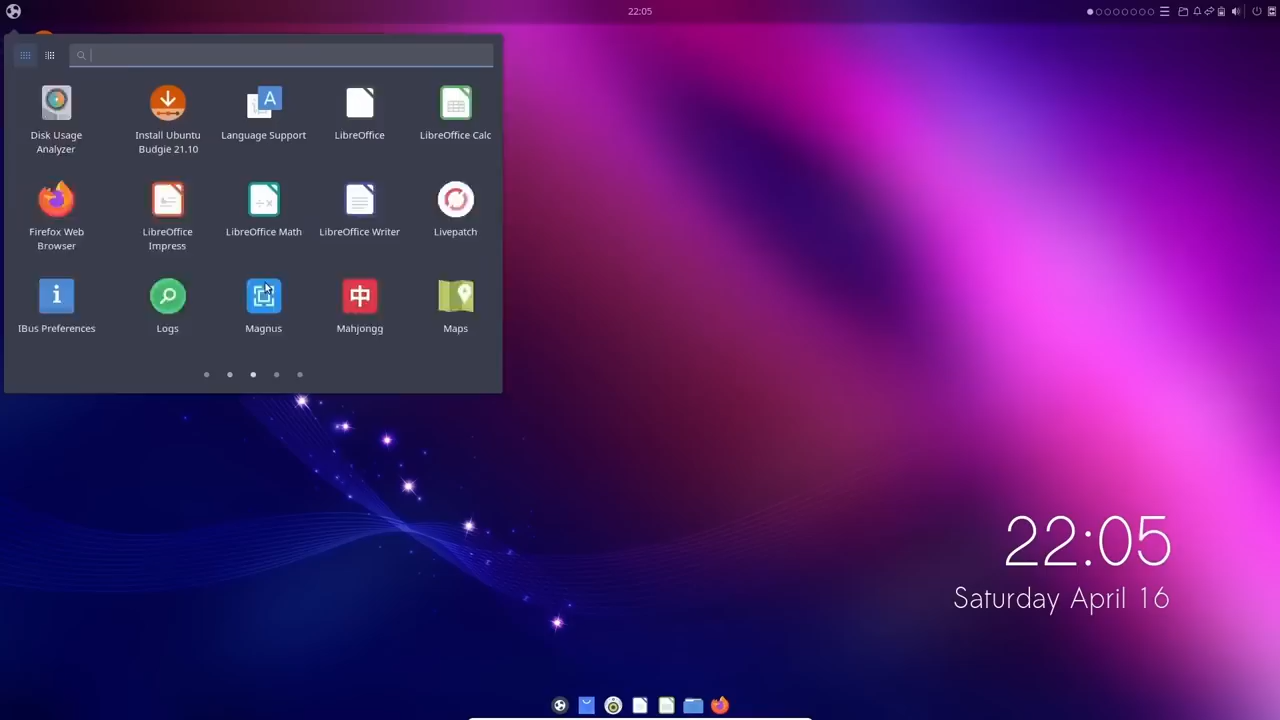 22:05
Disk Usage
Analyzer
Install Ubuntu
Budgie 21.10
Language Support
LibreOffice
LibreOffice Calc
Firefox Web
Browser
LibreOffice
Impress
LibreOffice Math
LibreOffice Writer
Livepatch
IBus Preferences
Logs
Magnus
Mahjongg
Maps
22:05
Saturday April 16